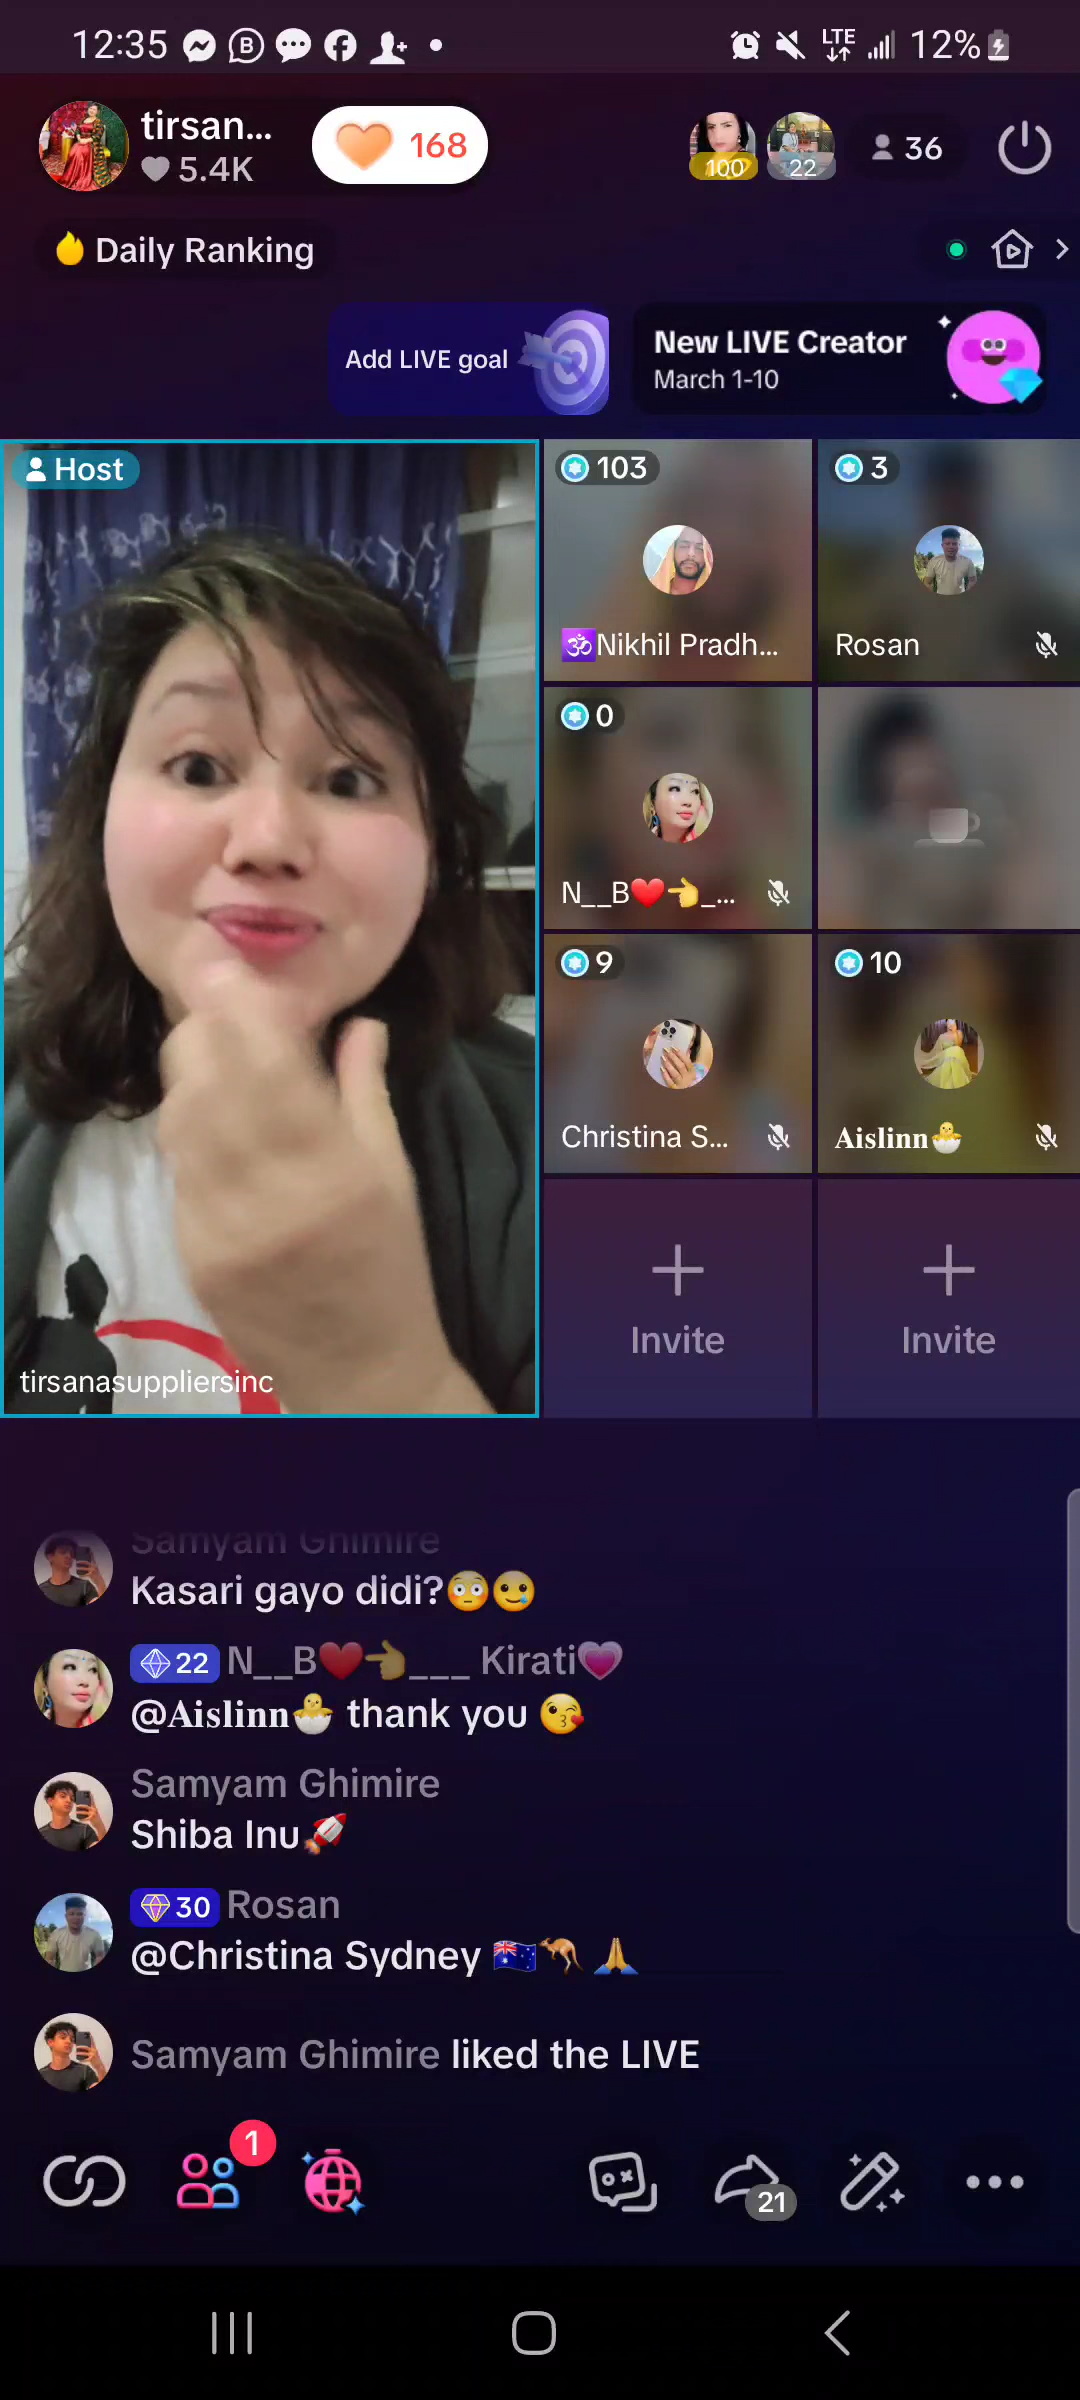 12:35
LTE
12%
tirsan...
5.4K
168
100
22
36
Daily Ranking
Add LIVE goal
New LIVE Creator
March 1-10
Host
103
3
🕉Nikhil Pradh...
Rosan
0
N__B❤️👈_...
9
10
Christina S...
𝐀𝐢𝐬𝐥𝐢𝐧𝐧🐣
Invite
Invite
tirsanasuppliersinc
Samyam Ghimire
Kasari gayo didi?😳🥲
22 N__B❤️👈___ Kirati💗
@𝐀𝐢𝐬𝐥𝐢𝐧𝐧🐣 thank you 😘
Samyam Ghimire
Shiba Inu🚀
30 Rosan
@Christina Sydney 🇦🇺🦘 🙏
Samyam Ghimire liked the LIVE
1
21